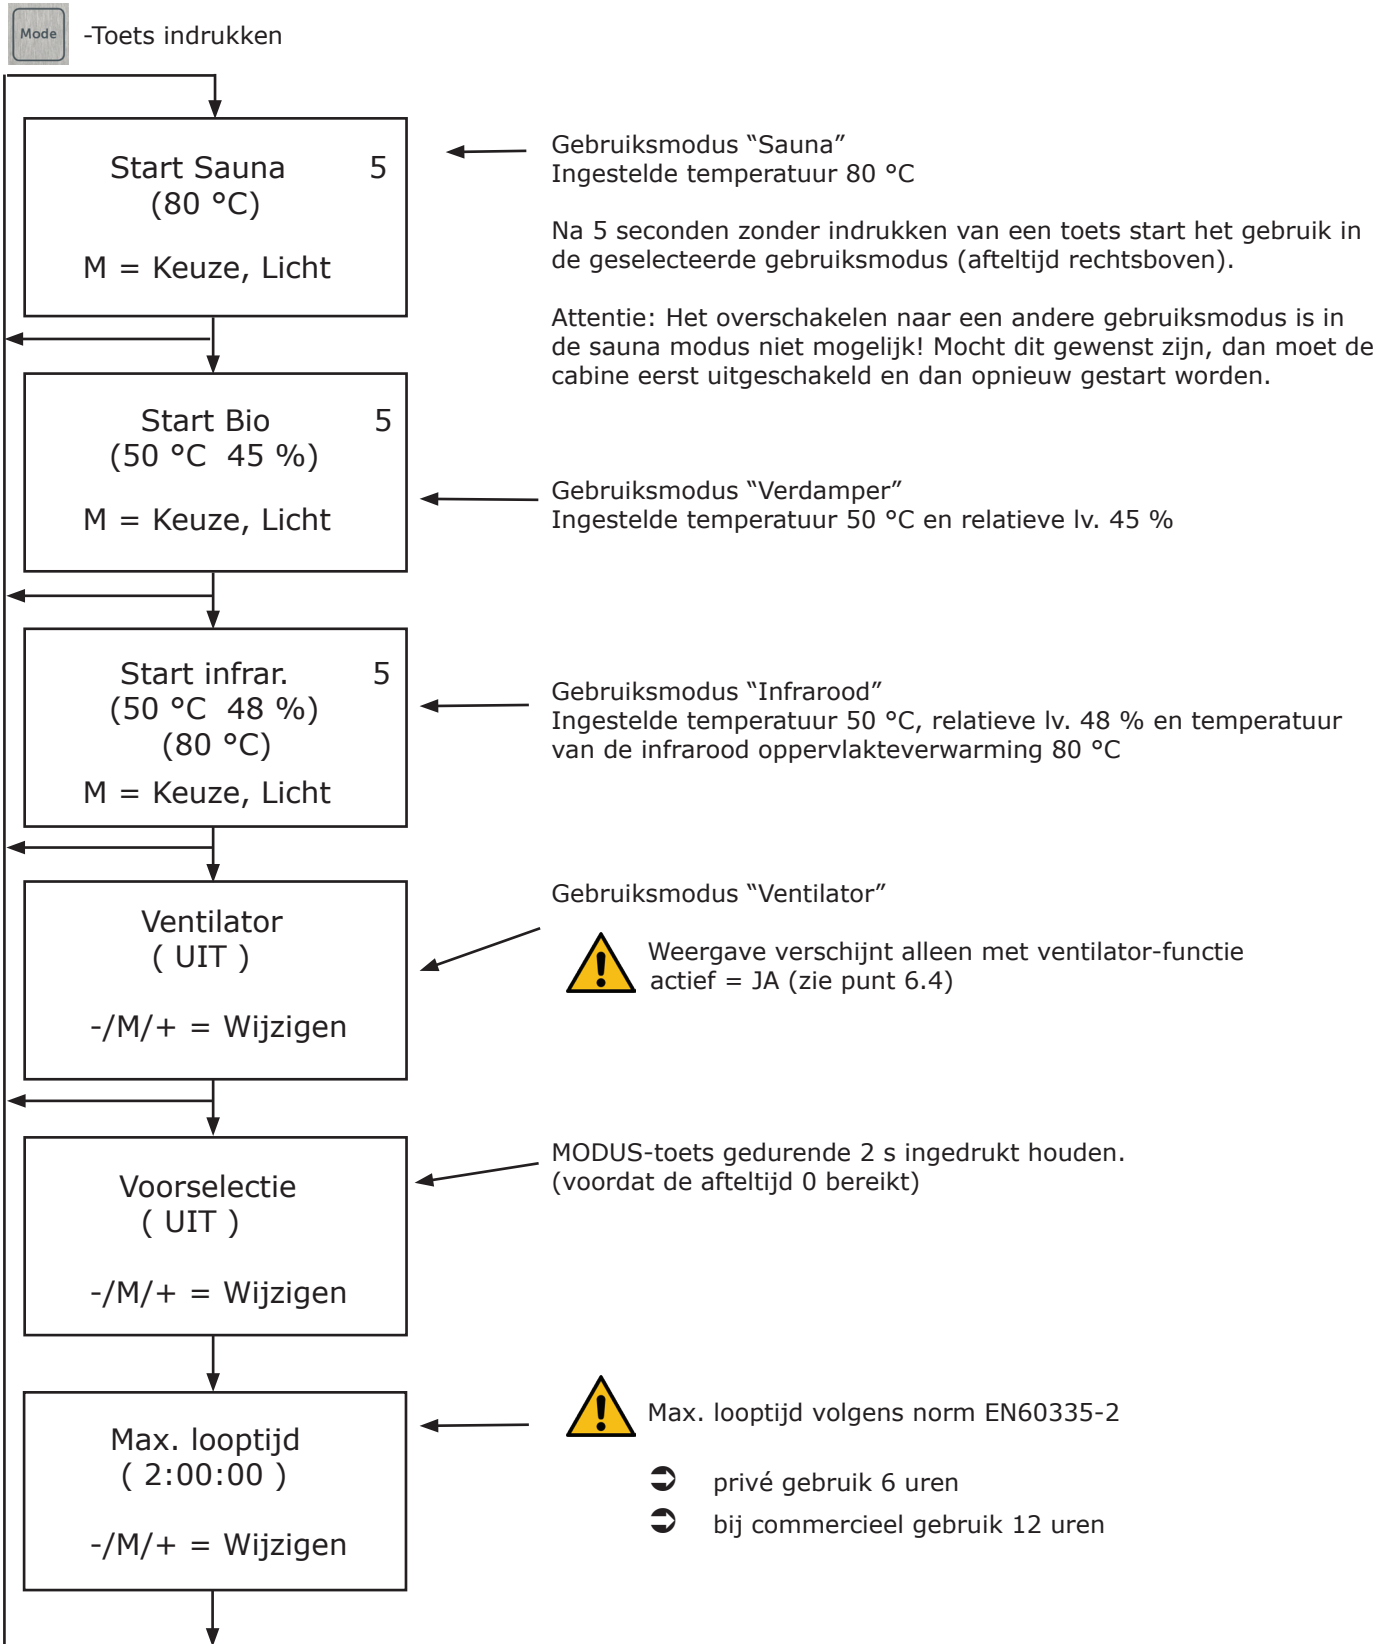 Mode -Toets indrukken
Start Sauna 5
(80 °C)
M = Keuze, Licht
Gebruiksmodus “Sauna”
Ingestelde temperatuur 80 °C
Na 5 seconden zonder indrukken van een toets start het gebruik in
de geselecteerde gebruiksmodus (afteltijd rechtsboven).
Attentie: Het overschakelen naar een andere gebruiksmodus is in
de sauna modus niet mogelijk! Mocht dit gewenst zijn, dan moet de
cabine eerst uitgeschakeld en dan opnieuw gestart worden.
Start Bio 5
(50 °C 45 %)
M = Keuze, Licht
Gebruiksmodus “Verdamper”
Ingestelde temperatuur 50 °C en relatieve lv. 45 %
Start infrar. 5
(50 °C 48 %)
(80 °C)
M = Keuze, Licht
Gebruiksmodus “Infrarood”
Ingestelde temperatuur 50 °C, relatieve lv. 48 % en temperatuur
van de infrarood oppervlakteverwarming 80 °C
Ventilator
( UIT )
-/M/+ = Wijzigen
Gebruiksmodus “Ventilator”
Weergave verschijnt alleen met ventilator-functie
actief = JA (zie punt 6.4)
Voorselectie
( UIT )
-/M/+ = Wijzigen
MODUS-toets gedurende 2 s ingedrukt houden.
(voordat de afteltijd 0 bereikt)
Max. looptijd
( 2:00:00 )
-/M/+ = Wijzigen
Max. looptijd volgens norm EN60335-2
➲ privé gebruik 6 uren
➲ bij commercieel gebruik 12 uren